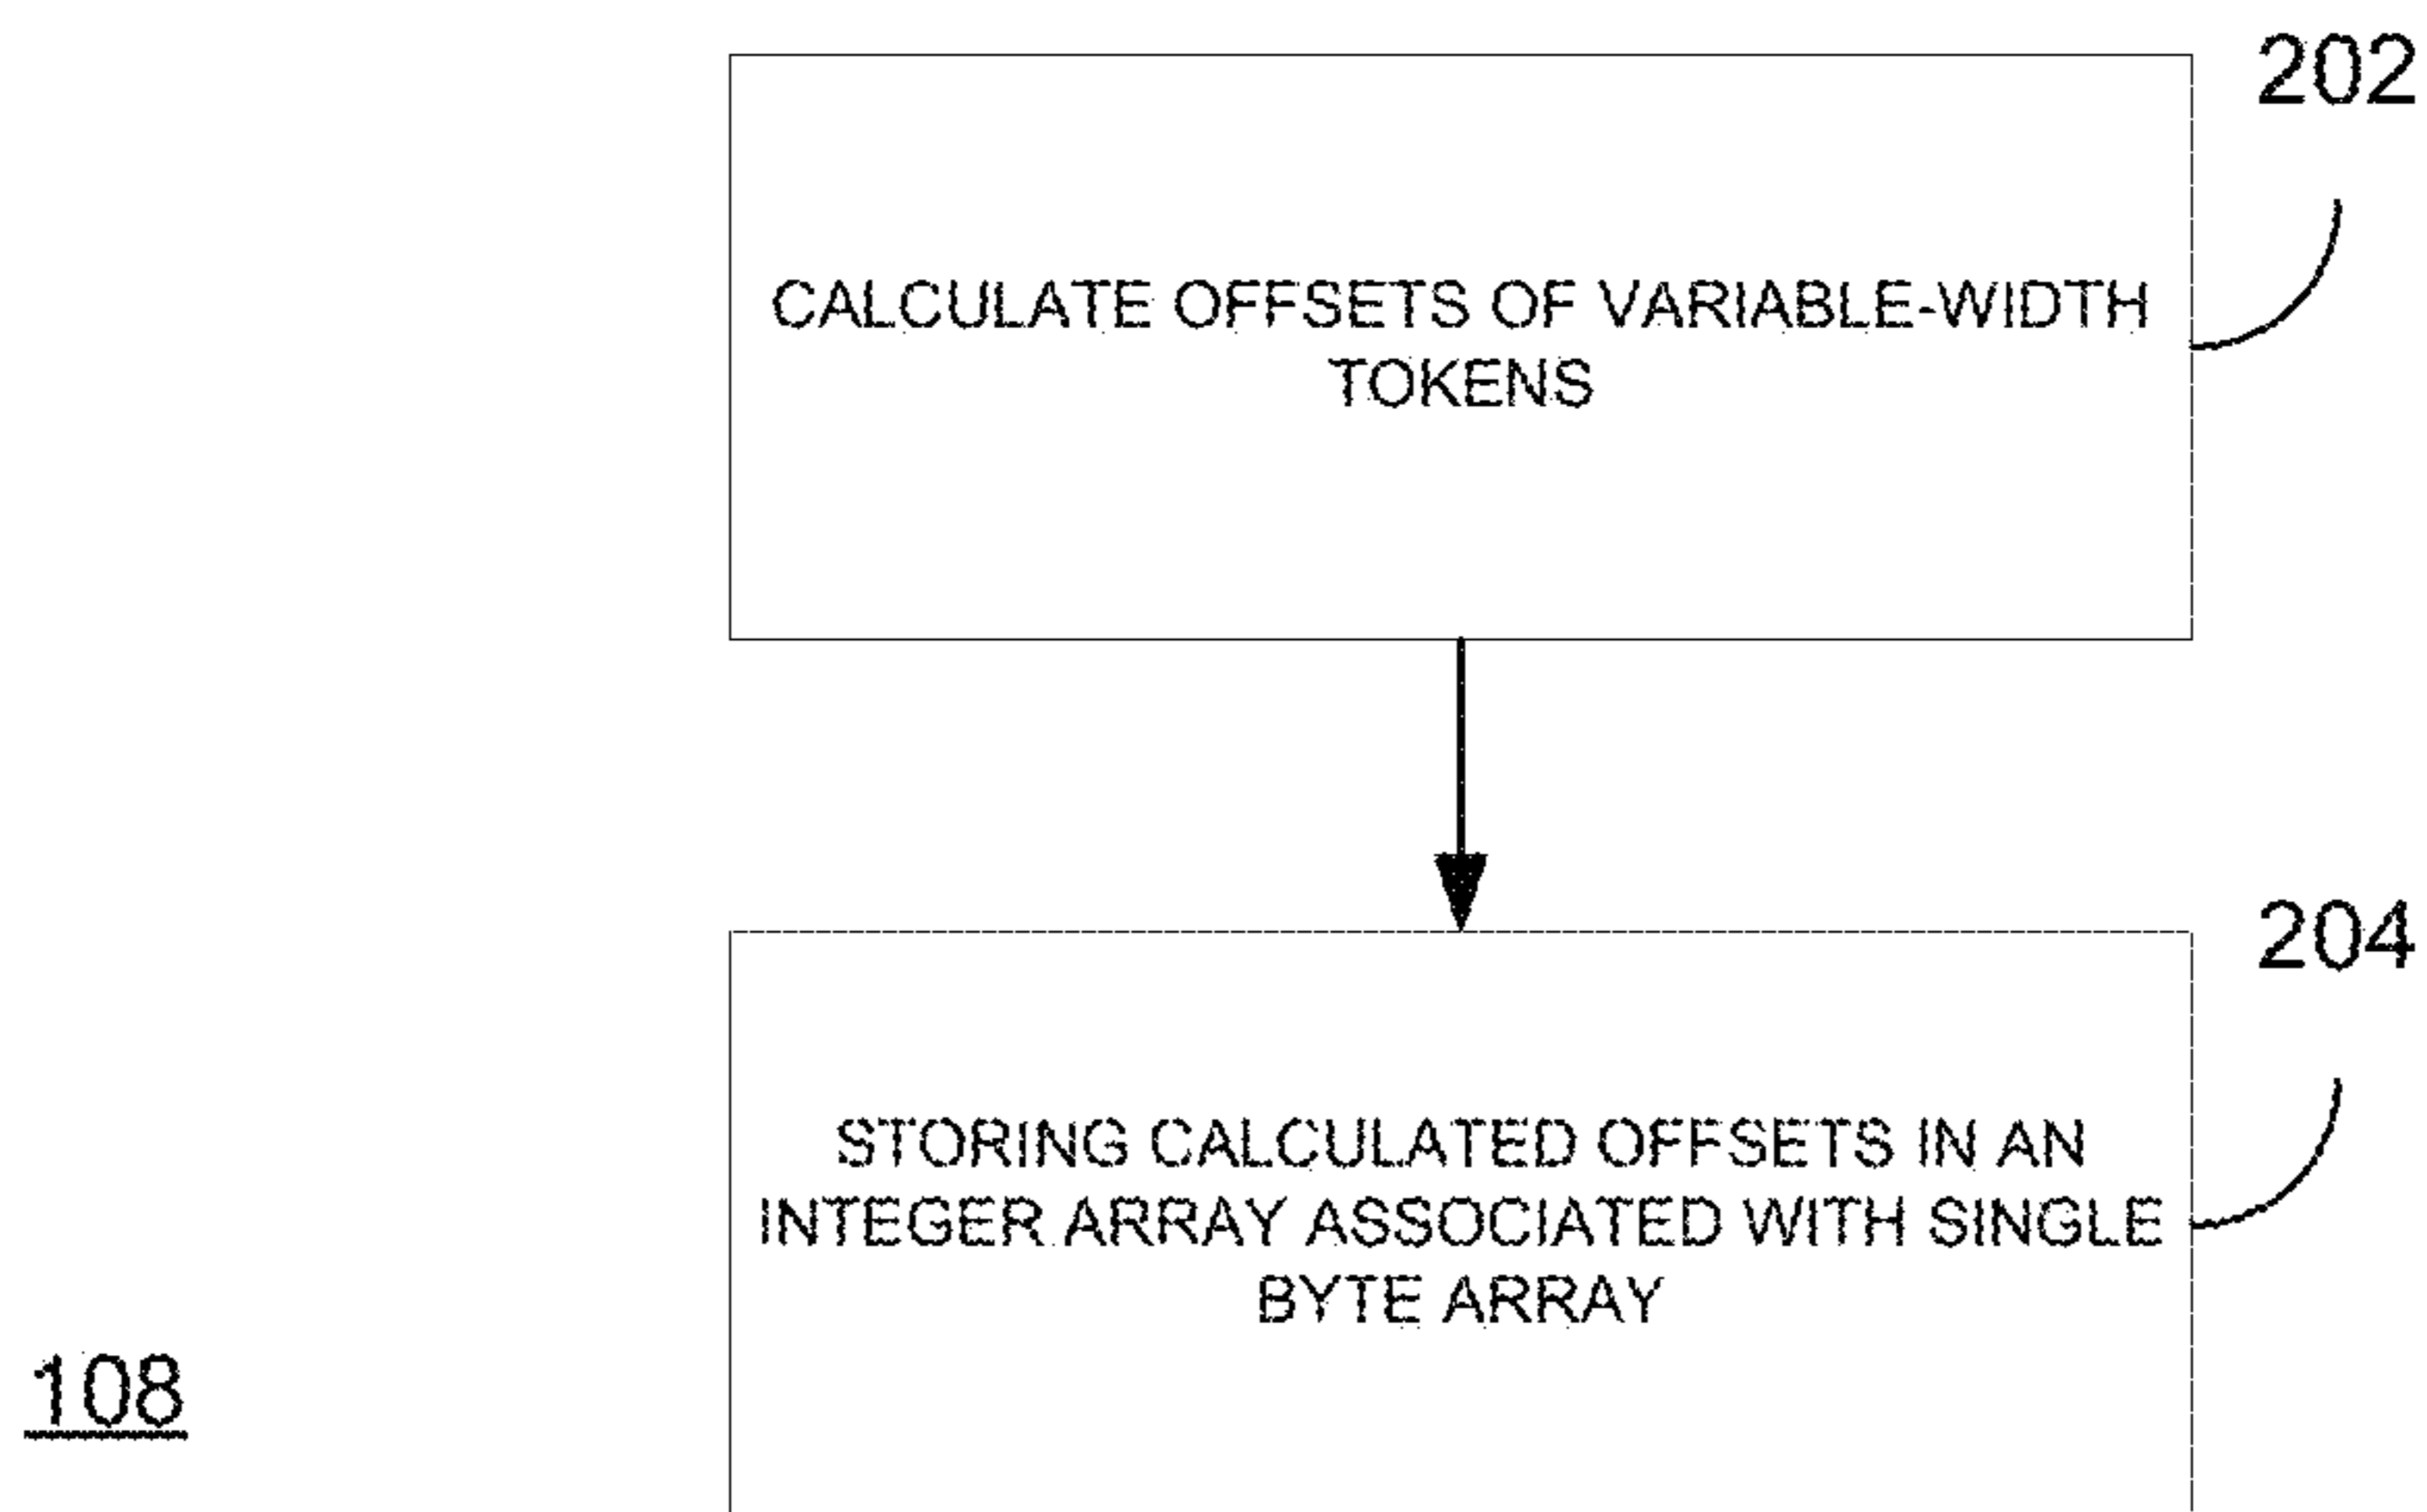 202
CALCULATE OFFSETS OF VARIABLE-WIDTH
TOKENS
204
STORING CALCULATED OFFSETS IN AN
INTEGER ARRAY ASSOCIATED WITH SINGLE
BYTE ARRAY
108